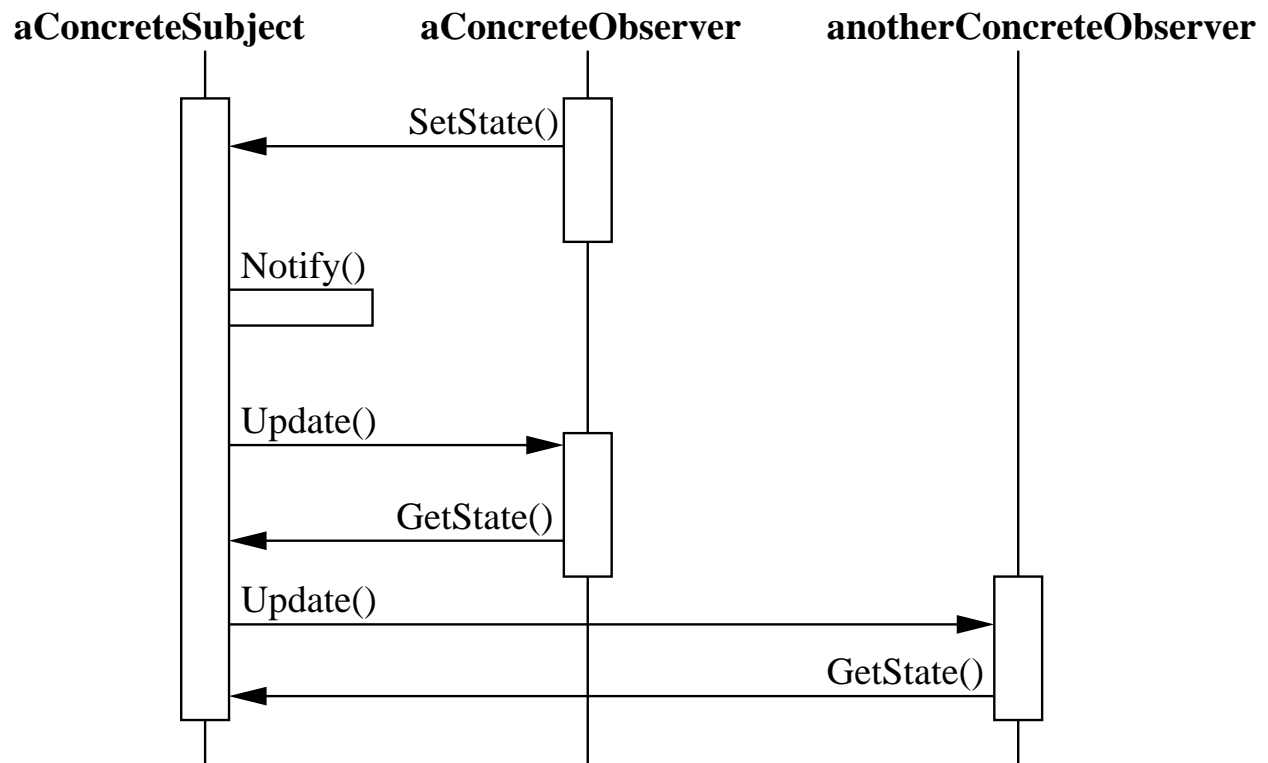 aConcreteSubject aConcreteObserver anotherConcreteObserver
SetState()
Notify()
Update()
GetState()
Update()
GetState()